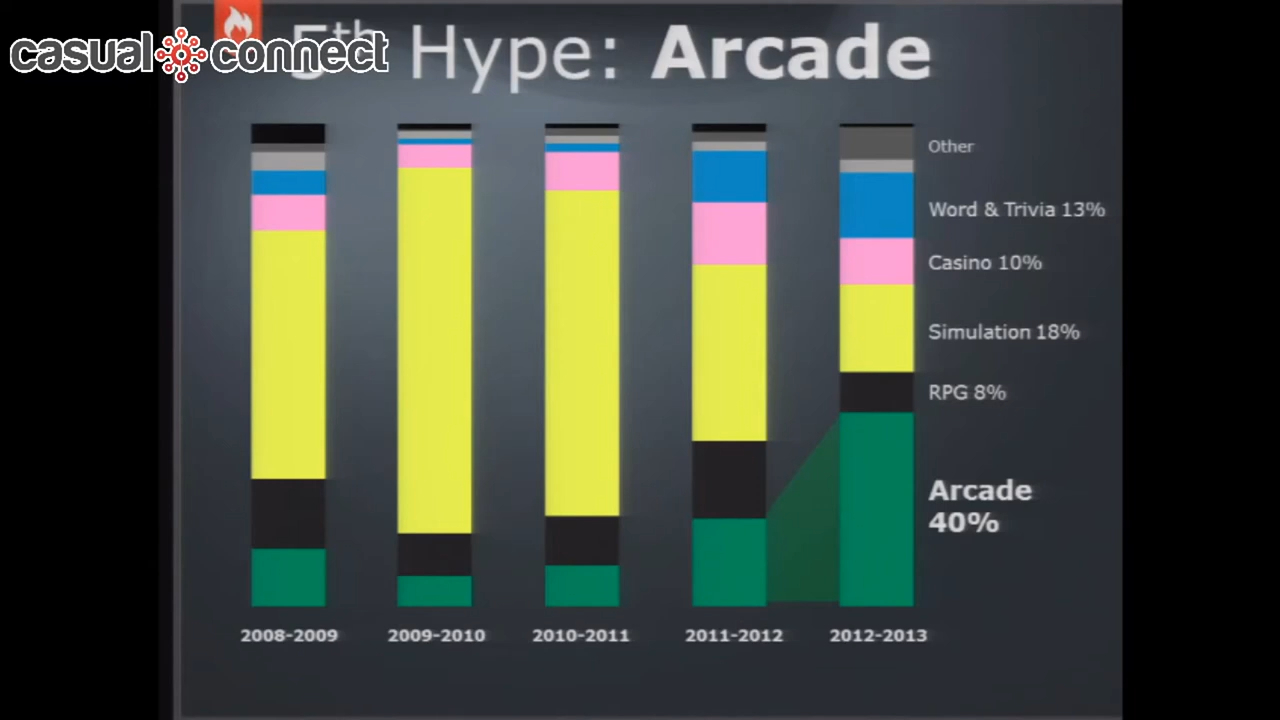 casual connect
5th Hype: Arcade
Other
Word & Trivia 13%
Casino 10%
Simulation 18%
RPG 8%
Arcade
40%
2008-2009 2009-2010 2010-2011 2011-2012 2012-2013